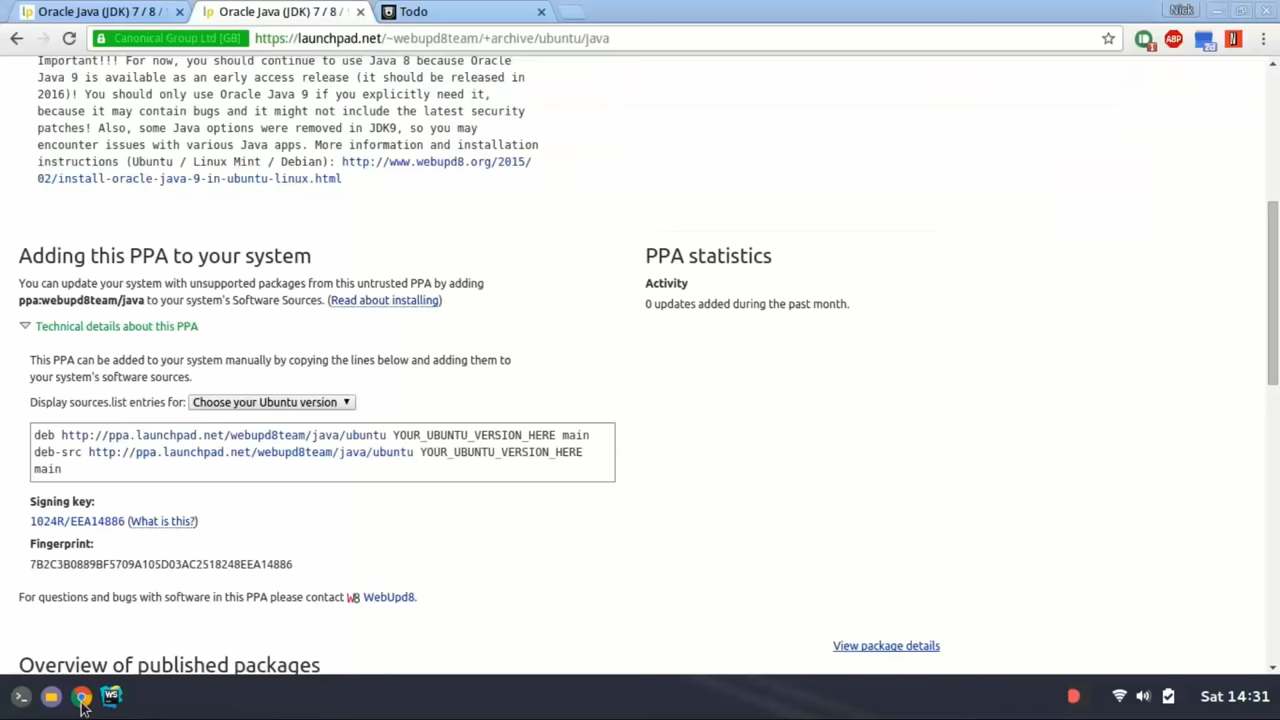 Oracle Java (JDK) 7 / 8 /
Oracle Java (JDK) 7 / 8 /
Todo
Nick
Canonical Group Ltd [GB]
https://launchpad.net/~webupd8team/+archive/ubuntu/java
1
ABP
2d
N
Important!!! For now, you should continue to use Java 8 because Oracle
Java 9 is available as an early access release (it should be released in
2016)! You should only use Oracle Java 9 if you explicitly need it,
because it may contain bugs and it might not include the latest security
patches! Also, some Java options were removed in JDK9, so you may
encounter issues with various Java apps. More information and installation
instructions (Ubuntu / Linux Mint / Debian): http://www.webupd8.org/2015/
02/install-oracle-java-9-in-ubuntu-linux.html
Adding this PPA to your system
You can update your system with unsupported packages from this untrusted PPA by adding
ppa:webupd8team/java to your system's Software Sources. (Read about installing)
Technical details about this PPA
This PPA can be added to your system manually by copying the lines below and adding them to
your system's software sources.
Display sources.list entries for: Choose your Ubuntu version
deb http://ppa.launchpad.net/webupd8team/java/ubuntu YOUR_UBUNTU_VERSION_HERE main
deb-src http://ppa.launchpad.net/webupd8team/java/ubuntu YOUR_UBUNTU_VERSION_HERE
main
Signing key:
1024R/EEA14886 (What is this?)
Fingerprint:
7B2C3B0889BF5709A105D03AC2518248EEA14886
For questions and bugs with software in this PPA please contact W8 WebUpd8.
PPA statistics
Activity
0 updates added during the past month.
View package details
Overview of published packages
WS
Sat 14:31